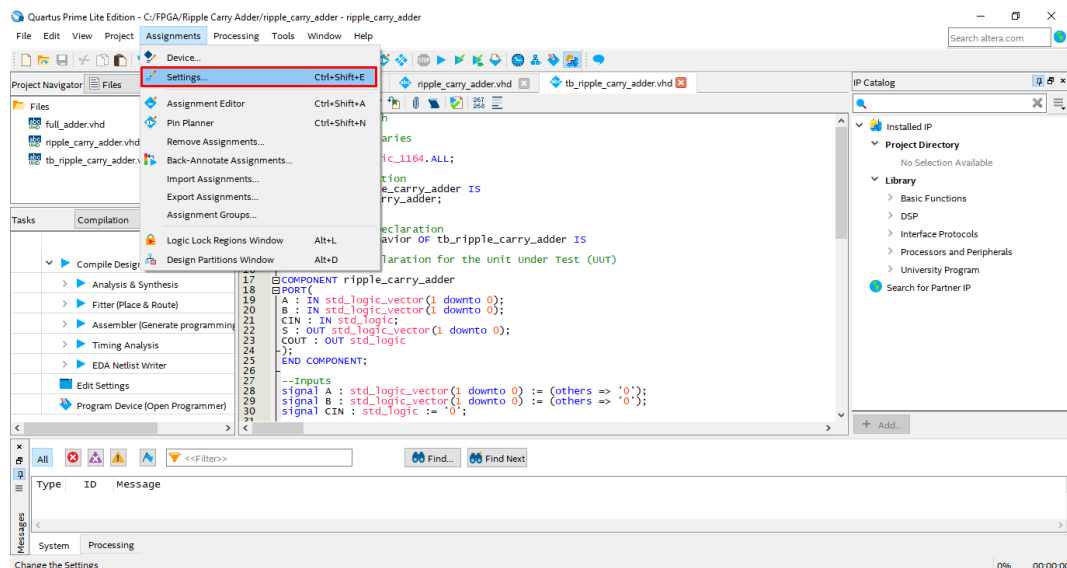 Quartus Prime Lite Edition - C:/FPGA/Ripple Carry Adder/ripple_carry_adder - ripple_carry_adder
File Edit View Project Assignments Processing Tools Window Help
Search altera.com
Device...
Settings... Ctrl+Shift+E
Assignment Editor Ctrl+Shift+A
Pin Planner Ctrl+Shift+N
Remove Assignments...
Back-Annotate Assignments...
Import Assignments...
Export Assignments...
Assignment Groups...
Logic Lock Regions Window Alt+L
Design Partitions Window Alt+D
Project Navigator Files
Files
full_adder.vhd
ripple_carry_adder.vhd
tb_ripple_carry_adder.v
Tasks Compilation
Compile Desig
Analysis & Synthesis
Fitter (Place & Route)
Assembler (Generate programming
Timing Analysis
EDA Netlist Writer
Edit Settings
Program Device (Open Programmer)
ripple_carry_adder.vhd tb_ripple_carry_adder.vhd
267
268
h
aries
ic_1164.ALL;
tion
e_carry_adder IS
rry_adder;
eclaration
avior OF tb_ripple_carry_adder IS
laration for the Unit Under Test (UUT)
17 COMPONENT ripple_carry_adder
18 PORT(
19 A : IN std_logic_vector(1 downto 0);
20 B : IN std_logic_vector(1 downto 0);
21 CIN : IN std_logic;
22 S : OUT std_logic_vector(1 downto 0);
23 COUT : OUT std_logic
24 );
25 END COMPONENT;
26
27 --Inputs
28 signal A : std_logic_vector(1 downto 0) := (others => '0');
29 signal B : std_logic_vector(1 downto 0) := (others => '0');
30 signal CIN : std_logic := '0';
IP Catalog
Installed IP
Project Directory
No Selection Available
Library
Basic Functions
DSP
Interface Protocols
Processors and Peripherals
University Program
Search for Partner IP
+ Add...
All <<Filter>> Find... Find Next
Type ID Message
Messages
System Processing
Change the Settings 0% 00:00:00